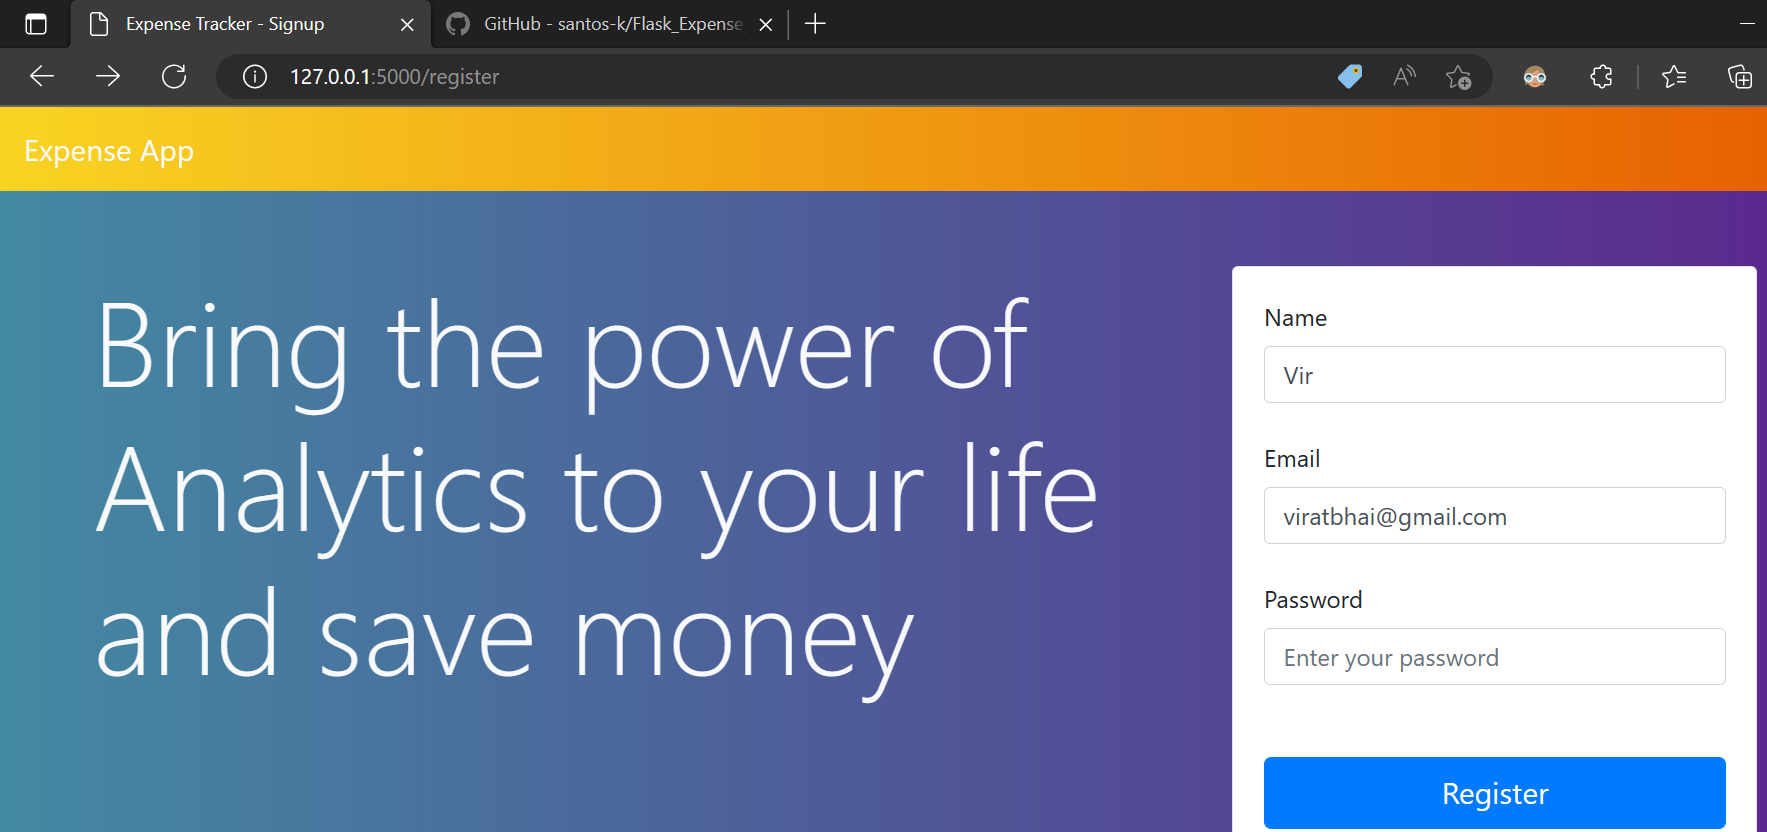 Expense Tracker - Signup
GitHub - santos-k/Flask_Expense_
127.0.0.1:5000/register
Expense App
Bring the power of
Analytics to your life
and save money
Name
Vir
Email
viratbhai@gmail.com
Password
Enter your password
Register